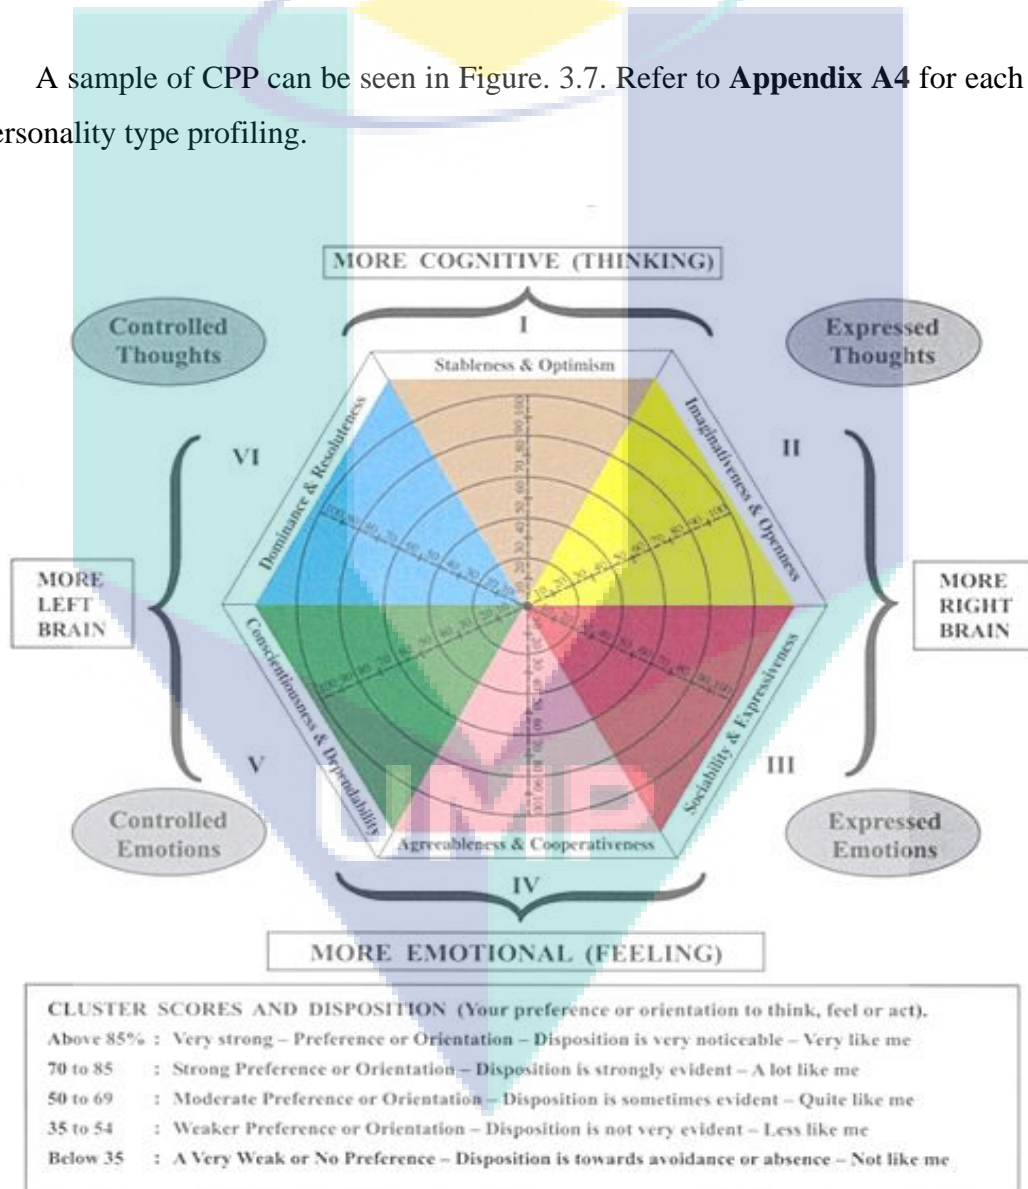 A sample of CPP can be seen in Figure. 3.7. Refer to Appendix A4 for each
ersonality type profiling.
MORE COGNITIVE (THINKING)
Controlled
Thoughts
I
Expressed
Thoughts
Stableness & Optimism
VI
Dominance & Resoluteness
Imaginativeness & Openness
II
MORE
LEFT
BRAIN
MORE
RIGHT
BRAIN
Conscientiousness & Dependability
Sociability & Expressiveness
V
III
Controlled
Emotions
Agreeableness & Cooperativeness
Expressed
Emotions
IV
UMP
MORE EMOTIONAL (FEELING)
CLUSTER SCORES AND DISPOSITION (Your preference or orientation to think, feel or act).
Above 85% : Very strong – Preference or Orientation – Disposition is very noticeable – Very like me
70 to 85 : Strong Preference or Orientation – Disposition is strongly evident – A lot like me
50 to 69 : Moderate Preference or Orientation – Disposition is sometimes evident – Quite like me
35 to 54 : Weaker Preference or Orientation – Disposition is not very evident – Less like me
Below 35 : A Very Weak or No Preference – Disposition is towards avoidance or absence – Not like me